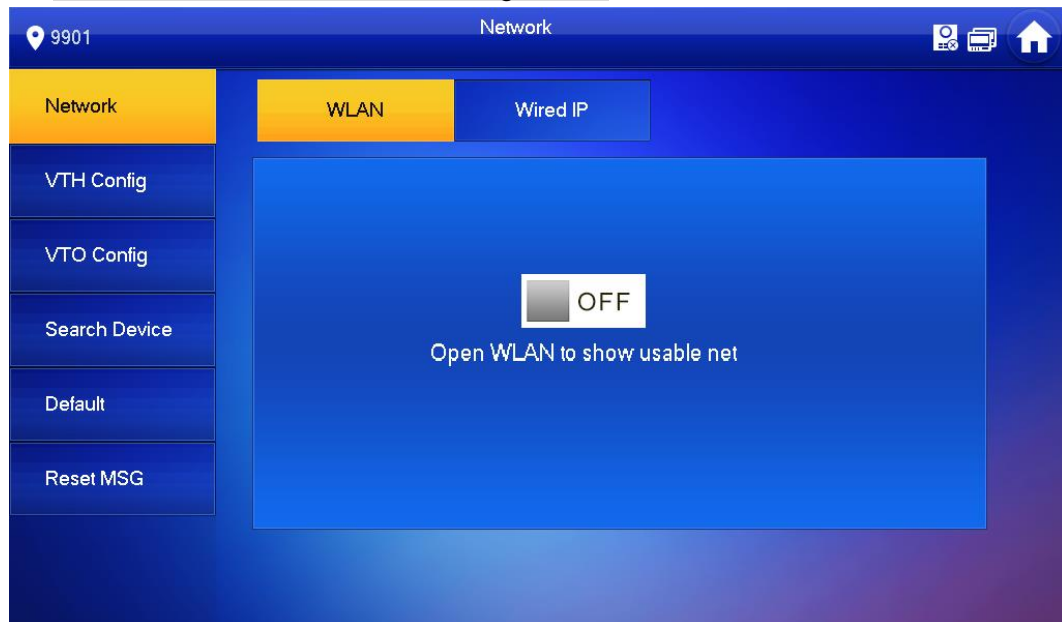 9901
Network
Network
WLAN
Wired IP
VTH Config
VTO Config
Search Device
Default
Reset MSG
OFF
Open WLAN to show usable net